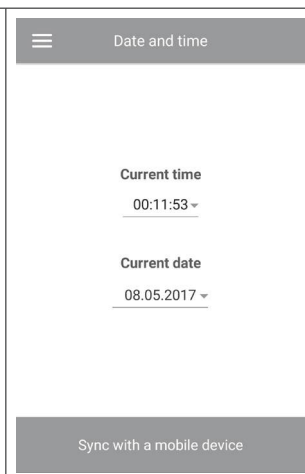 Date and time
Current time
00:11:53
Current date
08.05.2017
Sync with a mobile device